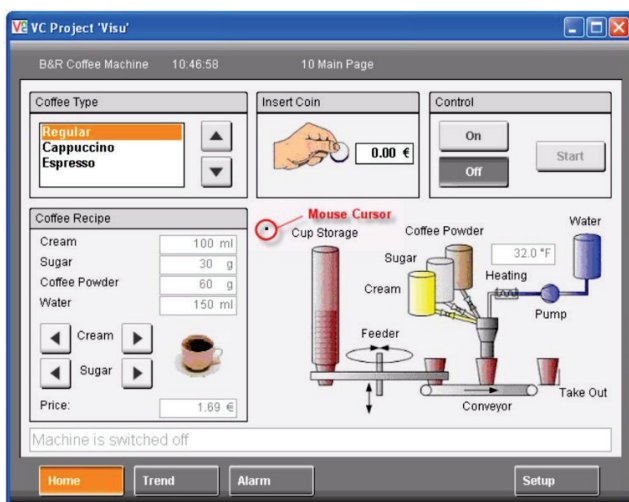 VC Project 'Visu'
B&R Coffee Machine 10:46:58 10 Main Page
Coffee Type
Regular
Cappuccino
Espresso
Insert Coin
0.00 €
Control
On
Off
Start
Coffee Recipe
Cream 100 ml
Sugar 30 g
Coffee Powder 60 g
Water 150 ml
Cream
Sugar
Price: 1.69 €
Mouse Cursor
Cup Storage
Coffee Powder
Sugar
Cream
Water
32.0 °F
Heating
Pump
Feeder
Conveyor
Take Out
Machine is switched off
Home Trend Alarm Setup